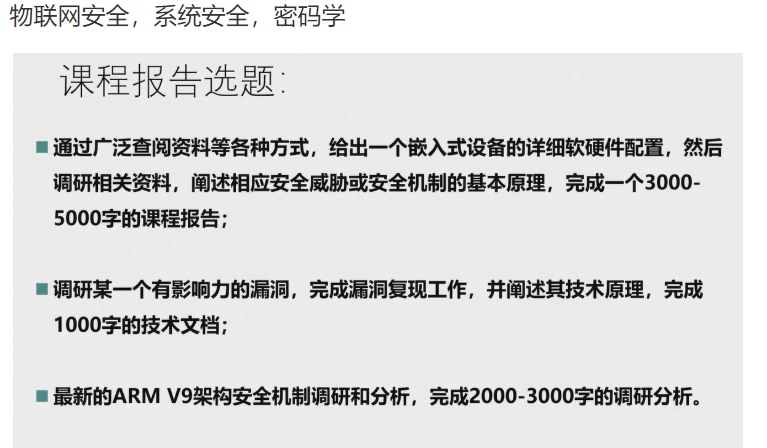 物联网安全，系统安全，密码学
课程报告选题：
通过广泛查阅资料等各种方式，给出一个嵌入式设备的详细软硬件配置，然后
调研相关资料，阐述相应安全威胁或安全机制的基本原理，完成一个3000-
5000字的课程报告；
调研某一个有影响力的漏洞，完成漏洞复现工作，并阐述其技术原理，完成
1000字的技术文档；
最新的ARM V9架构安全机制调研和分析，完成2000-3000字的调研分析。